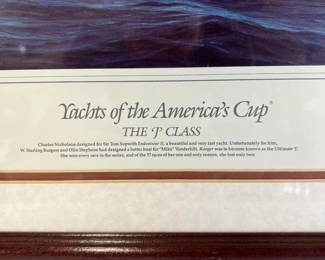 Yachts of the America's Cup®
THE 'J' CLASS
Charles Nicholson designed for Sir Tom Sopwith Endeavour II, a beautiful and very fast yacht. Unfortunately for him,
W. Starling Burgess and Olin Stephens had designed a better boat for "Mike" Vanderbilt. Ranger was to become known as the Ultimate 'J'.
She won every race in the series, and of the 37 races of her one and only season, she lost only two.